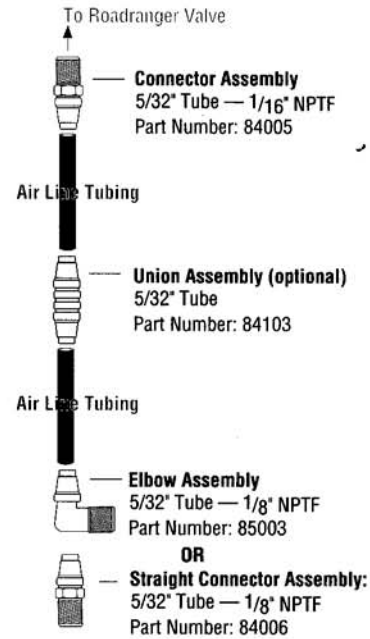 To Roadranger Valve
Connector Assembly
5/32" Tube — 1/16" NPTF
Part Number: 84005
Air Line Tubing
Union Assembly (optional)
5/32" Tube
Part Number: 84103
Air Line Tubing
Elbow Assembly
5/32" Tube — 1/8" NPTF
Part Number: 85003
OR
Straight Connector Assembly:
5/32" Tube — 1/8" NPTF
Part Number: 84006